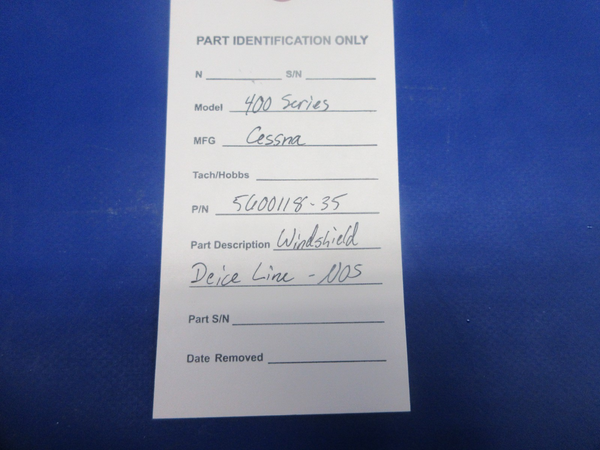 PART IDENTIFICATION ONLY
N S/N
Model 400 Series
MFG Cessna
Tach/Hobbs
P/N 5600118-35
Part Description Windshield
Deice Line - NOS
Part S/N
Date Removed